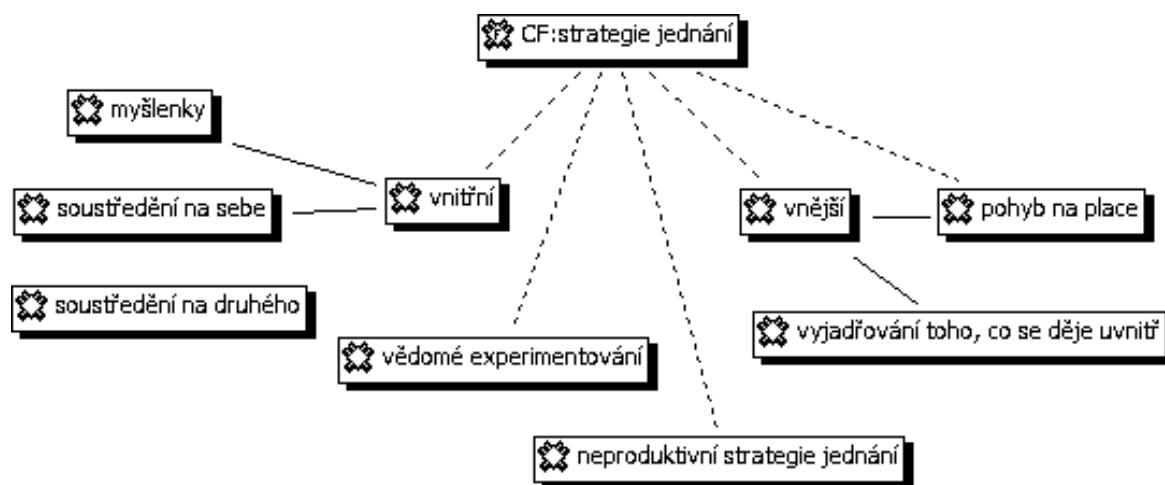 CF:strategie jednání
myšlenky
vnitřní
soustředění na sebe
vnější
pohyb na place
soustředění na druhého
vyjadřování toho, co se děje uvnitř
vědomé experimentování
neproduktivní strategie jednání